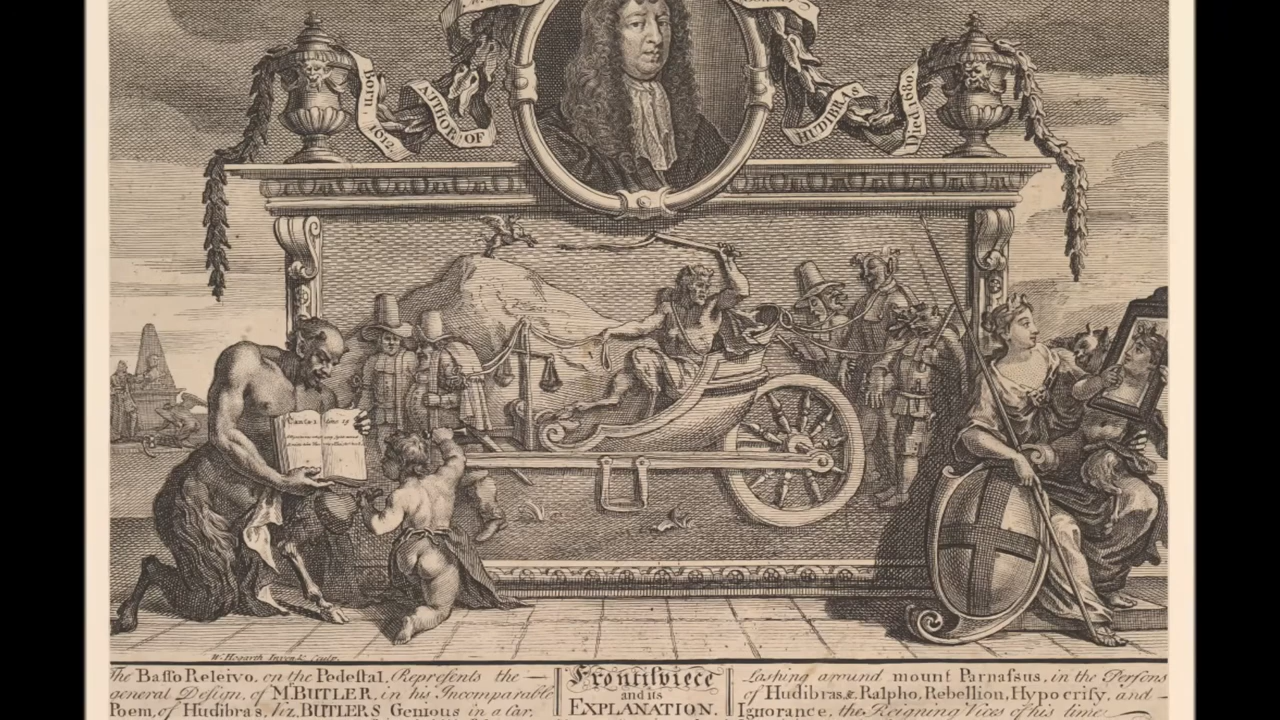 Born 1612
AUTHOR OF
HUDIBRAS
Died 1680.
Canto 1
W. Hogarth Inven.t & Sculp.
The Basso Releivo, on the Pedestal, Represents the —
general Design, of Mr. BUTLER, in his Incomparable
Poem, of Hudibras, Viz. BUTLER'S Genious in a Car,
Frontispiece
and its
EXPLANATION.
Lashing around mount Parnassus, in the Persons
of Hudibras, & Ralpho, Rebellion, Hypocrisy, and —
Ignorance, the Reigning Vices of his time.